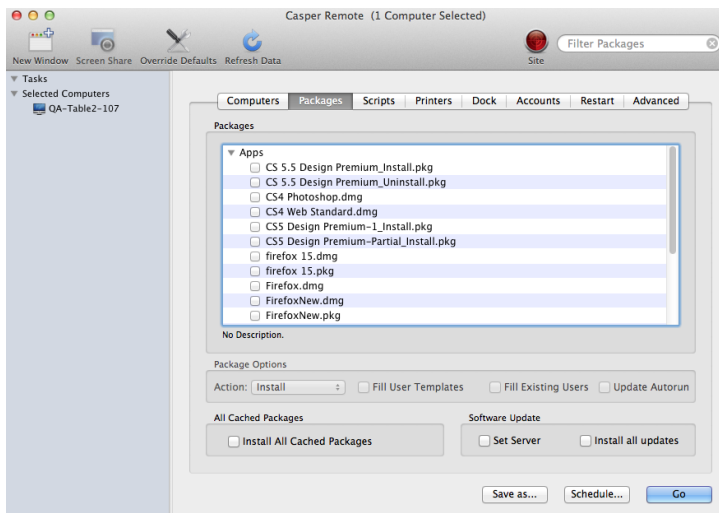 Casper Remote (1 Computer Selected)
New Window Screen Share Override Defaults Refresh Data Site Filter Packages
Tasks
Selected Computers
QA-Table2-107
Computers Packages Scripts Printers Dock Accounts Restart Advanced
Packages
Apps
CS 5.5 Design Premium_Install.pkg
CS 5.5 Design Premium_Uninstall.pkg
CS4 Photoshop.dmg
CS4 Web Standard.dmg
CS5 Design Premium-1_Install.pkg
CS5 Design Premium-Partial_Install.pkg
firefox 15.dmg
firefox 15.pkg
Firefox.dmg
FirefoxNew.dmg
FirefoxNew.pkg
No Description.
Package Options
Action: Install Fill User Templates Fill Existing Users Update Autorun
All Cached Packages Software Update
Install All Cached Packages Set Server Install all updates
Save as... Schedule... Go